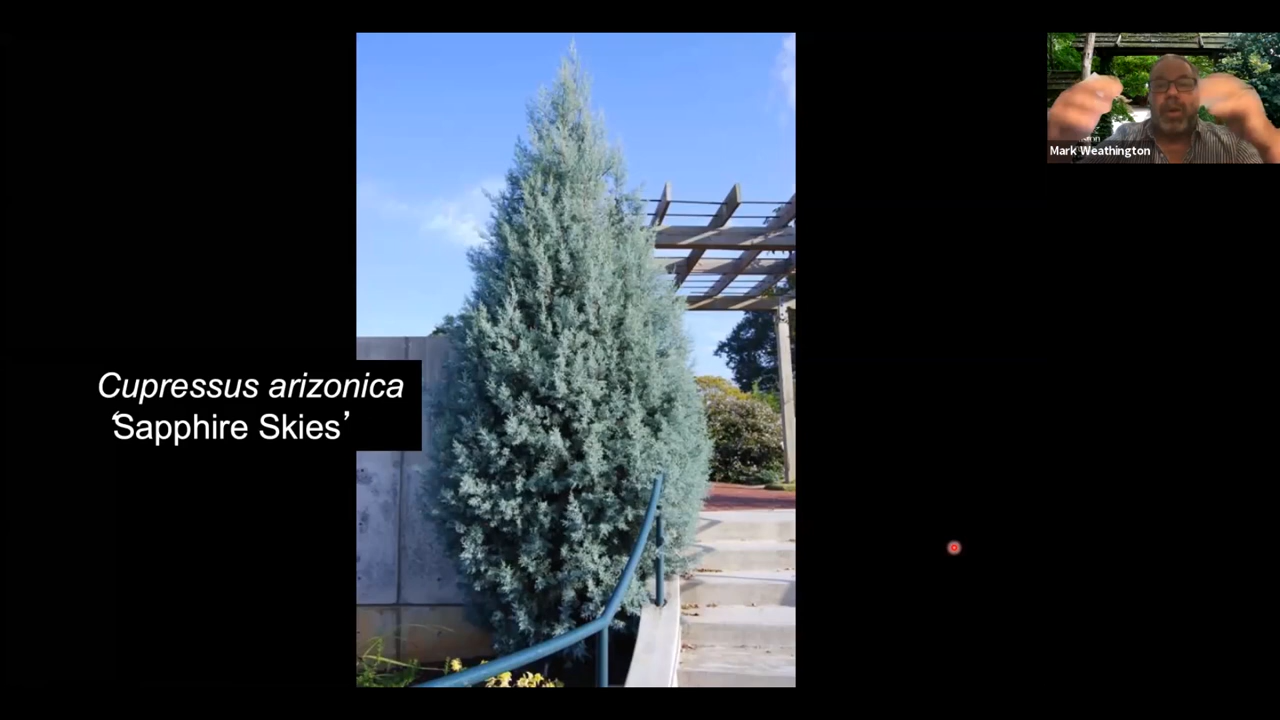 Cupressus arizonica
‘Sapphire Skies’
Mark Weathington